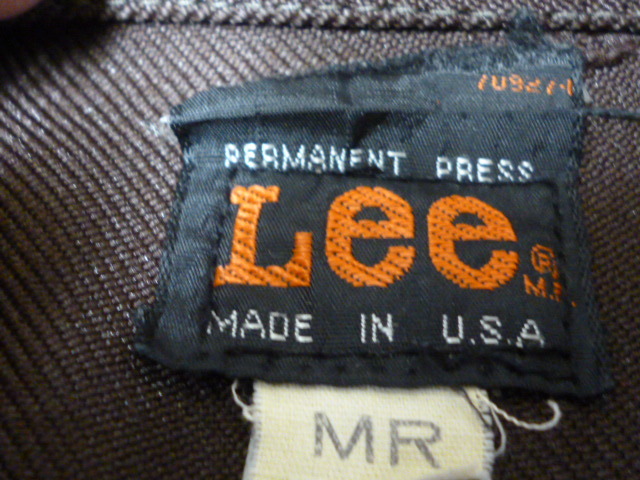 PERMANENT PRESS
Lee
®
M.R.
MADE IN U.S.A
MR